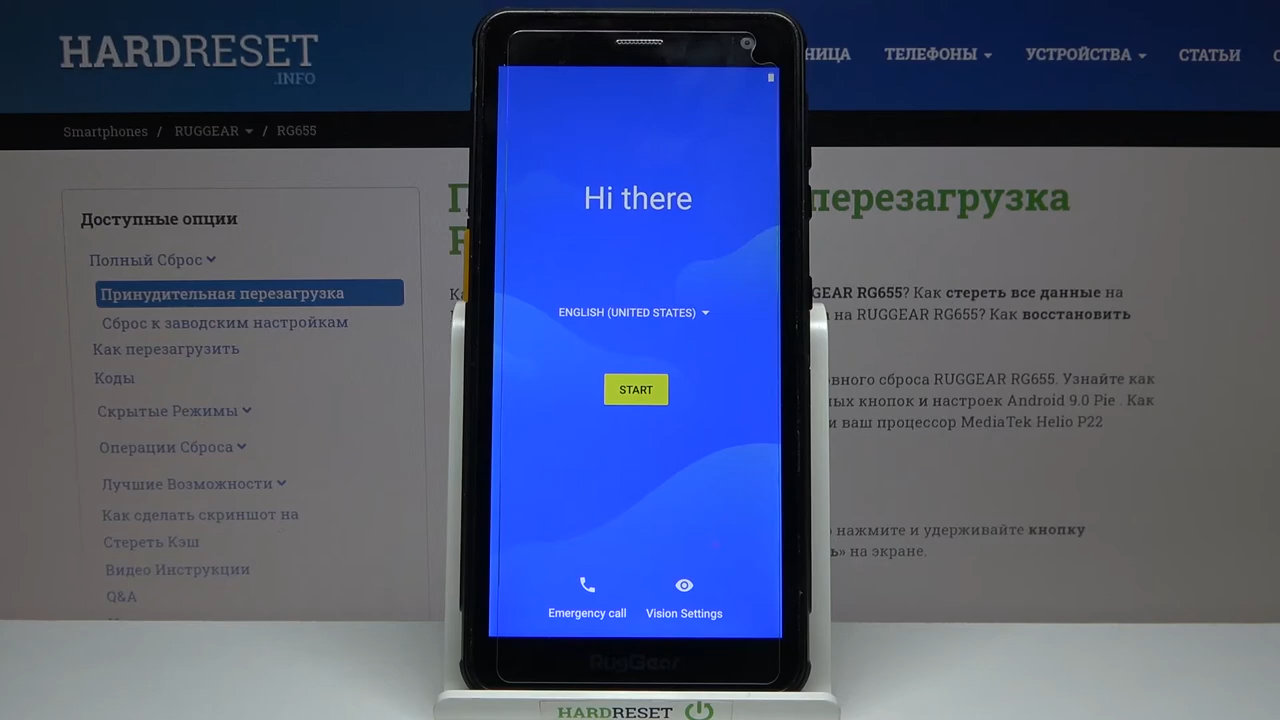 HARDRESET
.INFO
НИЦА
ТЕЛЕФОНЫ
УСТРОЙСТВА
СТАТЬИ
Smartphones / RUGGEAR / RG655
Доступные опции
Полный Сброс
Принудительная перезагрузка
Сброс к заводским настройкам
Как перезагрузить
Коды
Скрытые Режимы
Операции Сброса
Лучшие Возможности
Как сделать скриншот на
Стереть Кэш
Видео Инструкции
Q&A
Hi there
ENGLISH (UNITED STATES)
START
Emergency call
Vision Settings
RugGear
HARDRESET
перезагрузка
GEAR RG655? Как стереть все данные на
на RUGGEAR RG655? Как восстановить
овного сброса RUGGEAR RG655. Узнайте как
ных кнопок и настроек Android 9.0 Pie . Как
и ваш процессор MediaTek Helio P22
нажмите и удерживайте кнопку
» на экране.